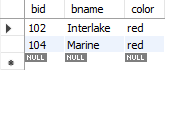 bid bname color
102 Interlake red
104 Marine red
NULL NULL NULL